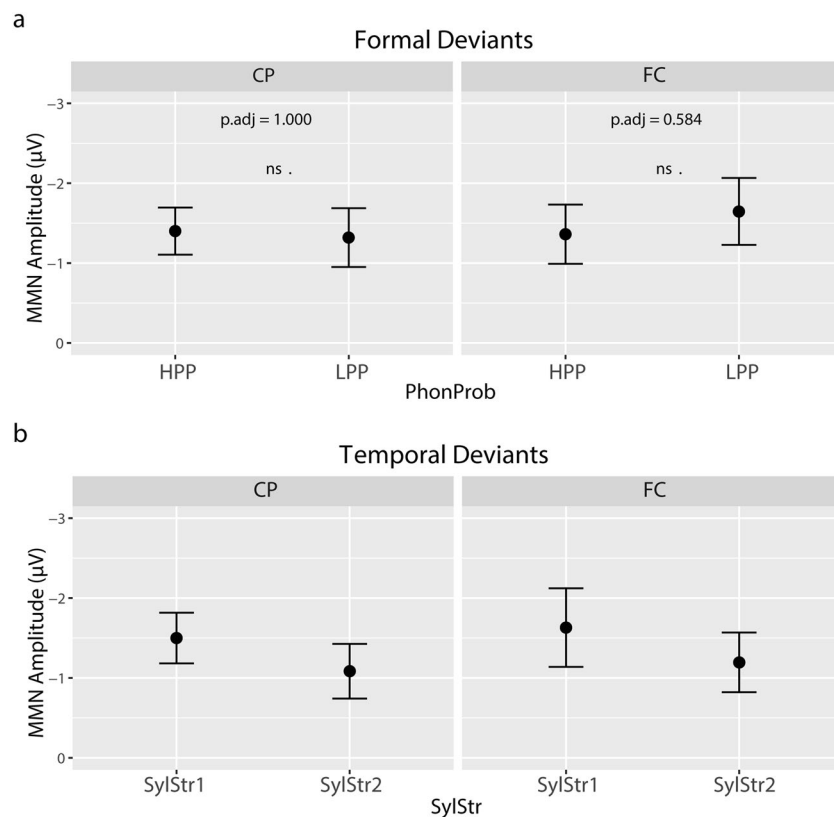 a
Formal Deviants
CP FC
MMN Amplitude (µV)
−3
−2
−1
0
p.adj = 1.000 p.adj = 0.584
ns . ns .
HPP LPP HPP LPP
PhonProb
b
Temporal Deviants
CP FC
MMN Amplitude (µV)
−3
−2
−1
0
SylStr1 SylStr2 SylStr1 SylStr2
SylStr